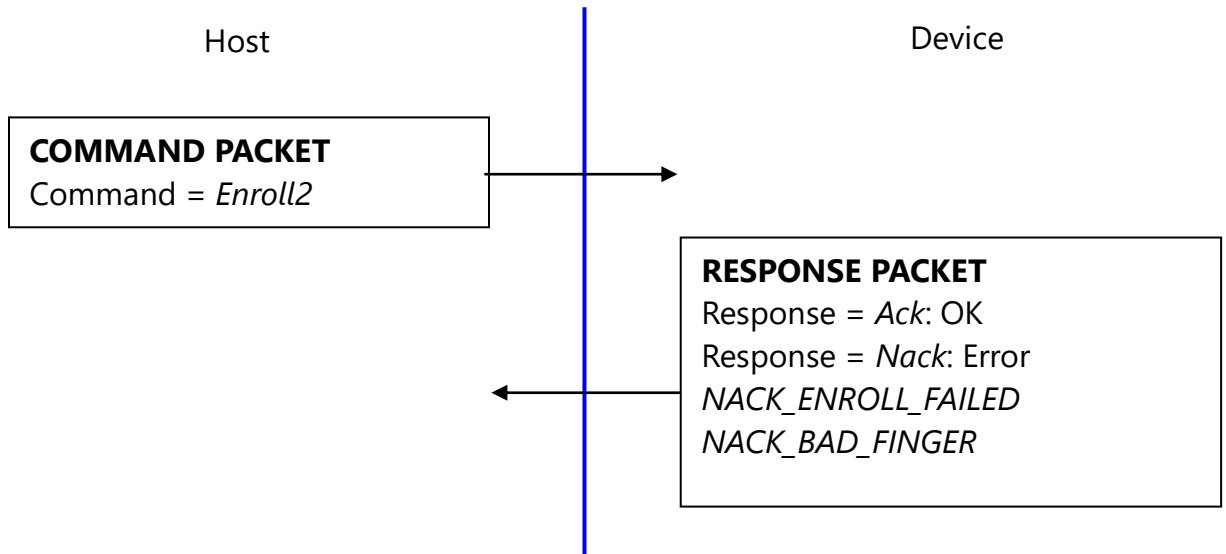 Host
Device
COMMAND PACKET
Command = Enroll2
RESPONSE PACKET
Response = Ack: OK
Response = Nack: Error
NACK_ENROLL_FAILED
NACK_BAD_FINGER